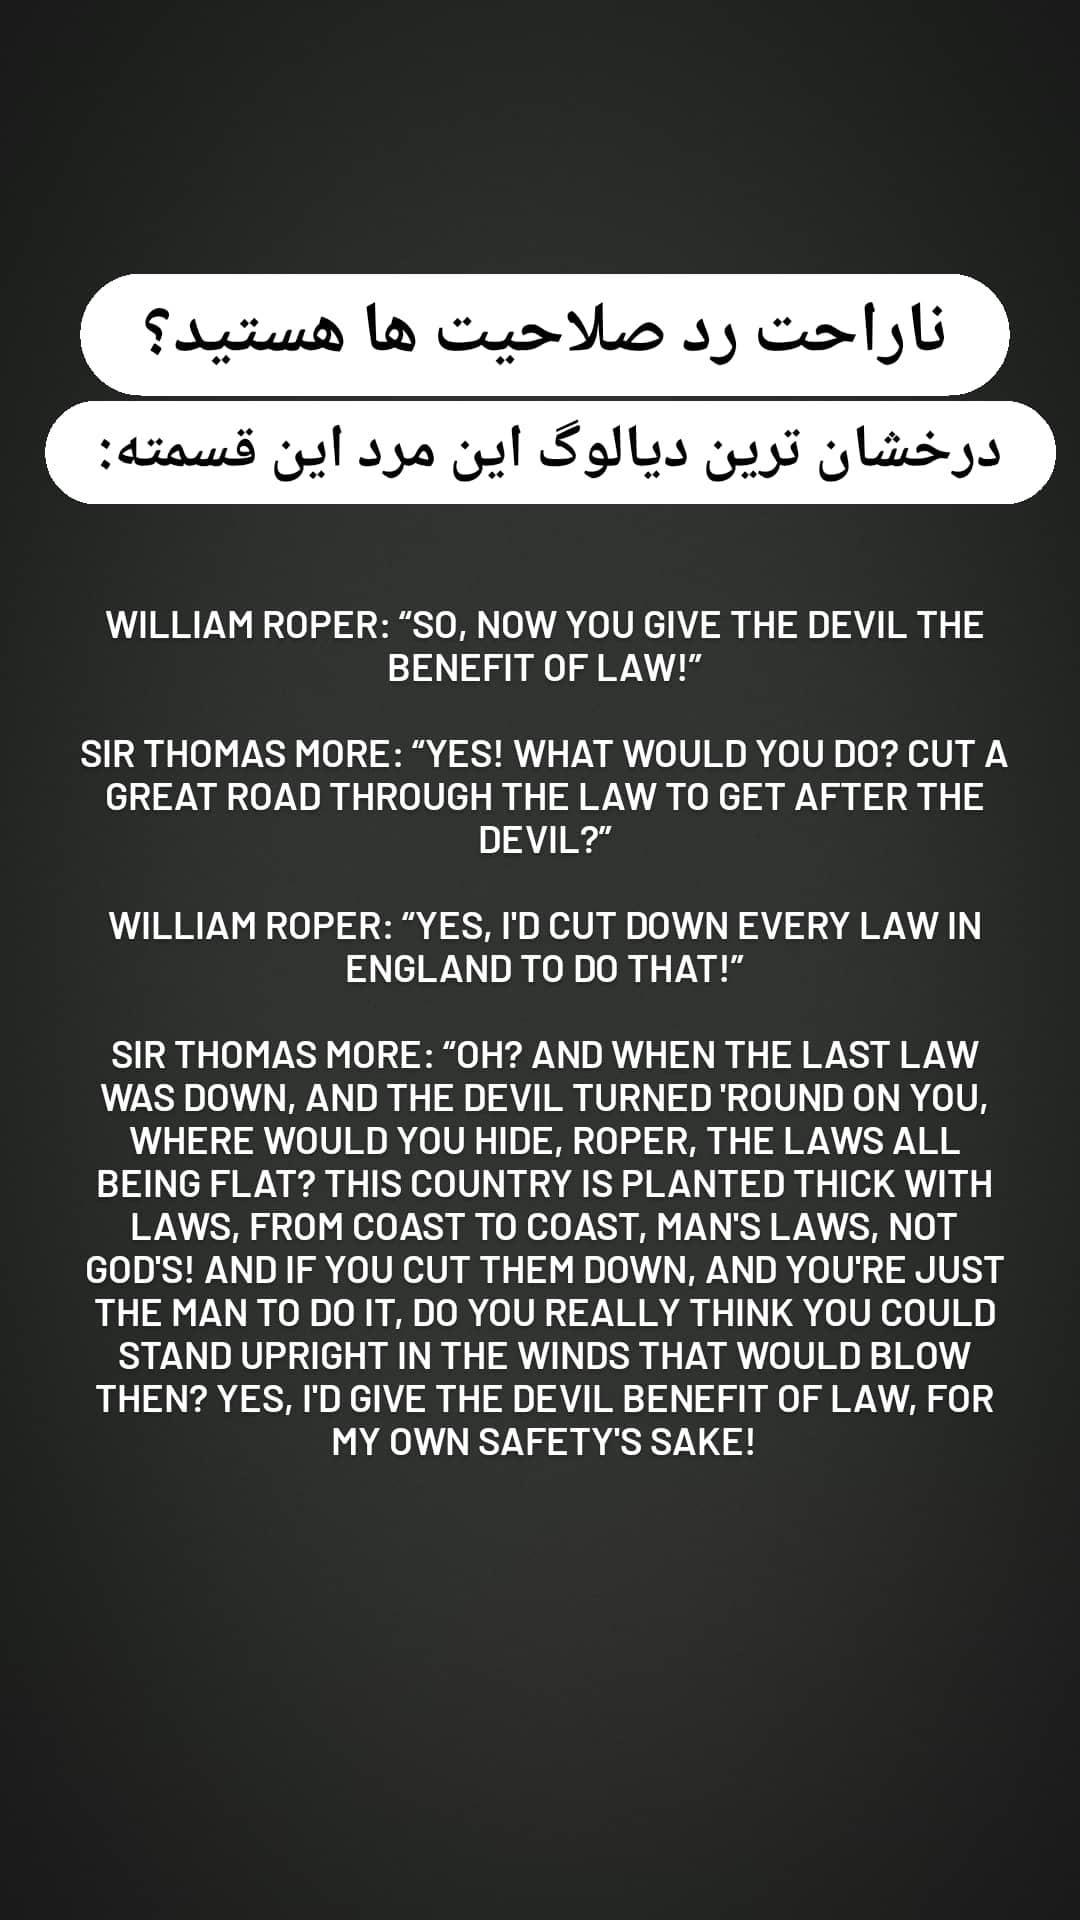 ناراحت رد صلاحیت ها هستید؟
درخشان ترین دیالوگ این مرد این قسمته:
WILLIAM ROPER: “SO, NOW YOU GIVE THE DEVIL THE
BENEFIT OF LAW!”
SIR THOMAS MORE: “YES! WHAT WOULD YOU DO? CUT A
GREAT ROAD THROUGH THE LAW TO GET AFTER THE
DEVIL?”
WILLIAM ROPER: “YES, I'D CUT DOWN EVERY LAW IN
ENGLAND TO DO THAT!”
SIR THOMAS MORE: “OH? AND WHEN THE LAST LAW
WAS DOWN, AND THE DEVIL TURNED 'ROUND ON YOU,
WHERE WOULD YOU HIDE, ROPER, THE LAWS ALL
BEING FLAT? THIS COUNTRY IS PLANTED THICK WITH
LAWS, FROM COAST TO COAST, MAN'S LAWS, NOT
GOD'S! AND IF YOU CUT THEM DOWN, AND YOU'RE JUST
THE MAN TO DO IT, DO YOU REALLY THINK YOU COULD
STAND UPRIGHT IN THE WINDS THAT WOULD BLOW
THEN? YES, I'D GIVE THE DEVIL BENEFIT OF LAW, FOR
MY OWN SAFETY'S SAKE!